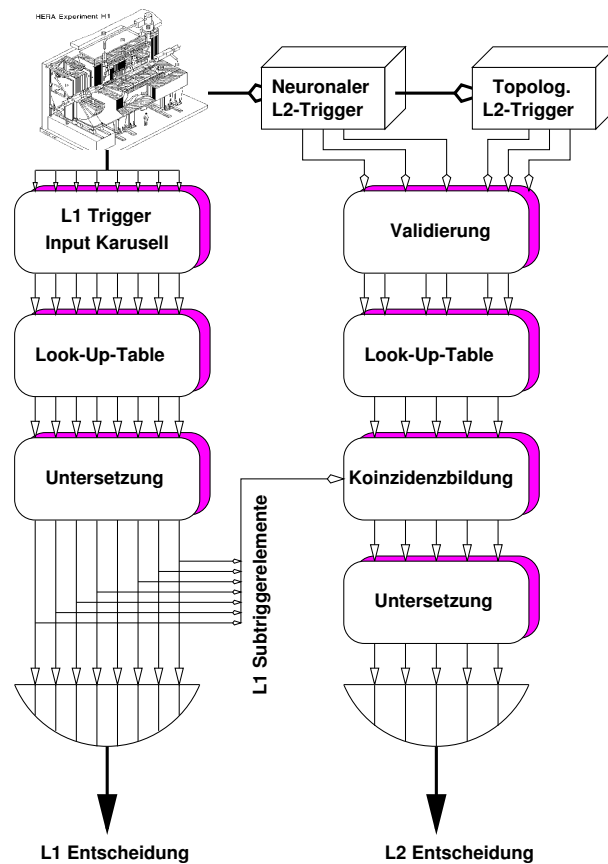 HERA Experiment H1
Neuronaler
L2-Trigger
Topolog.
L2-Trigger
L1 Trigger
Input Karusell
Validierung
Look-Up-Table
Look-Up-Table
Untersetzung
Koinzidenzbildung
L1 Subtriggerelemente
Untersetzung
L1 Entscheidung
L2 Entscheidung